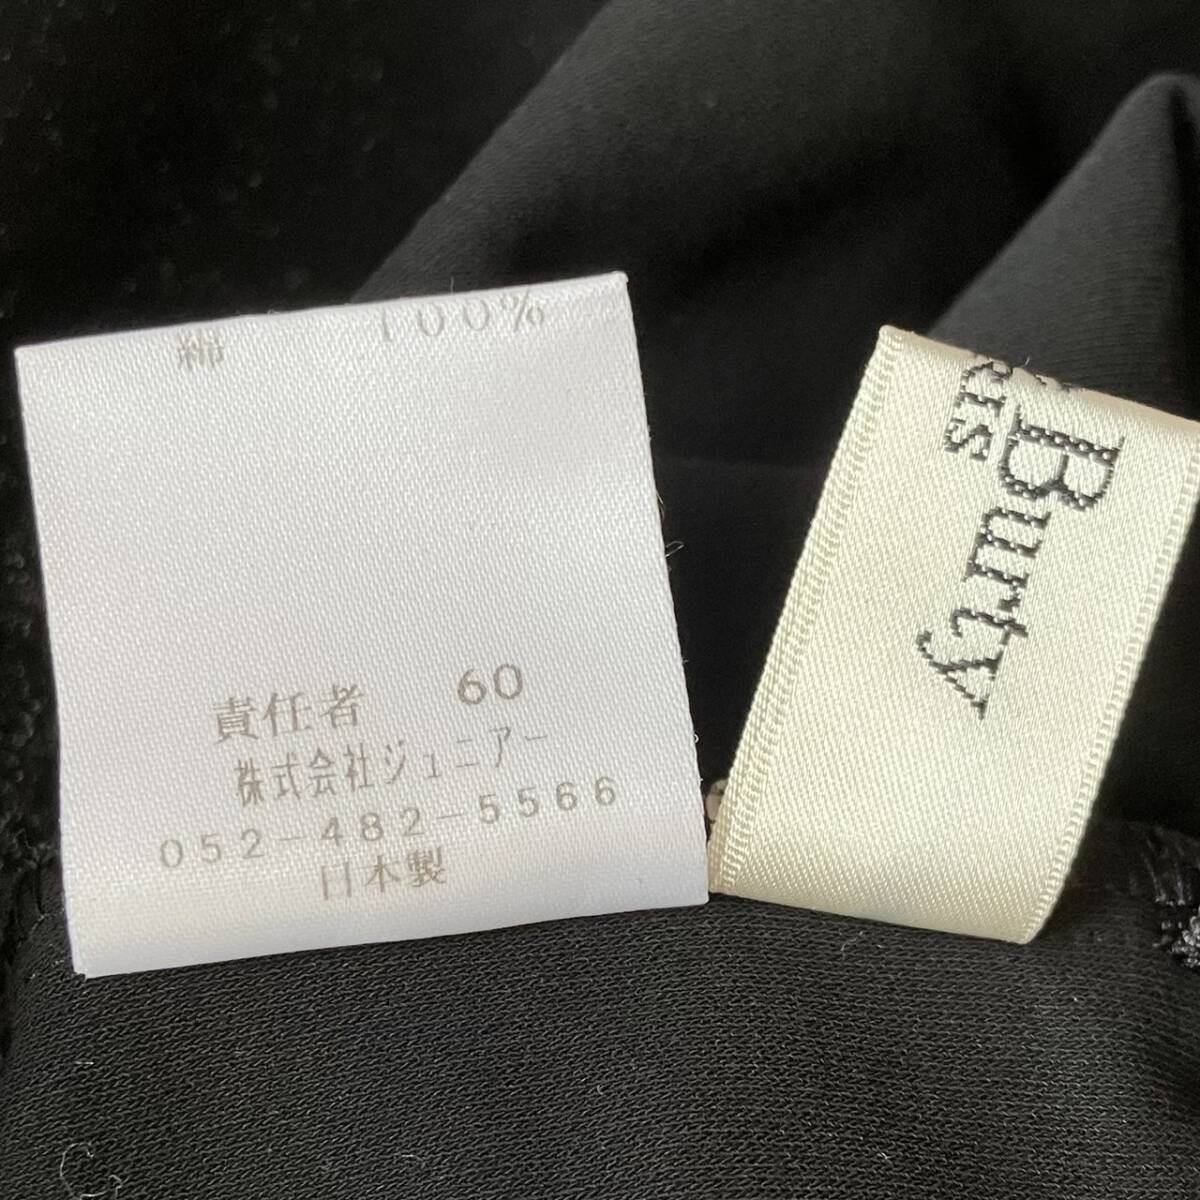 綿 100%
責任者 60
株式会社ジュニアー
052-482-5566
日本製
Burty
RIS